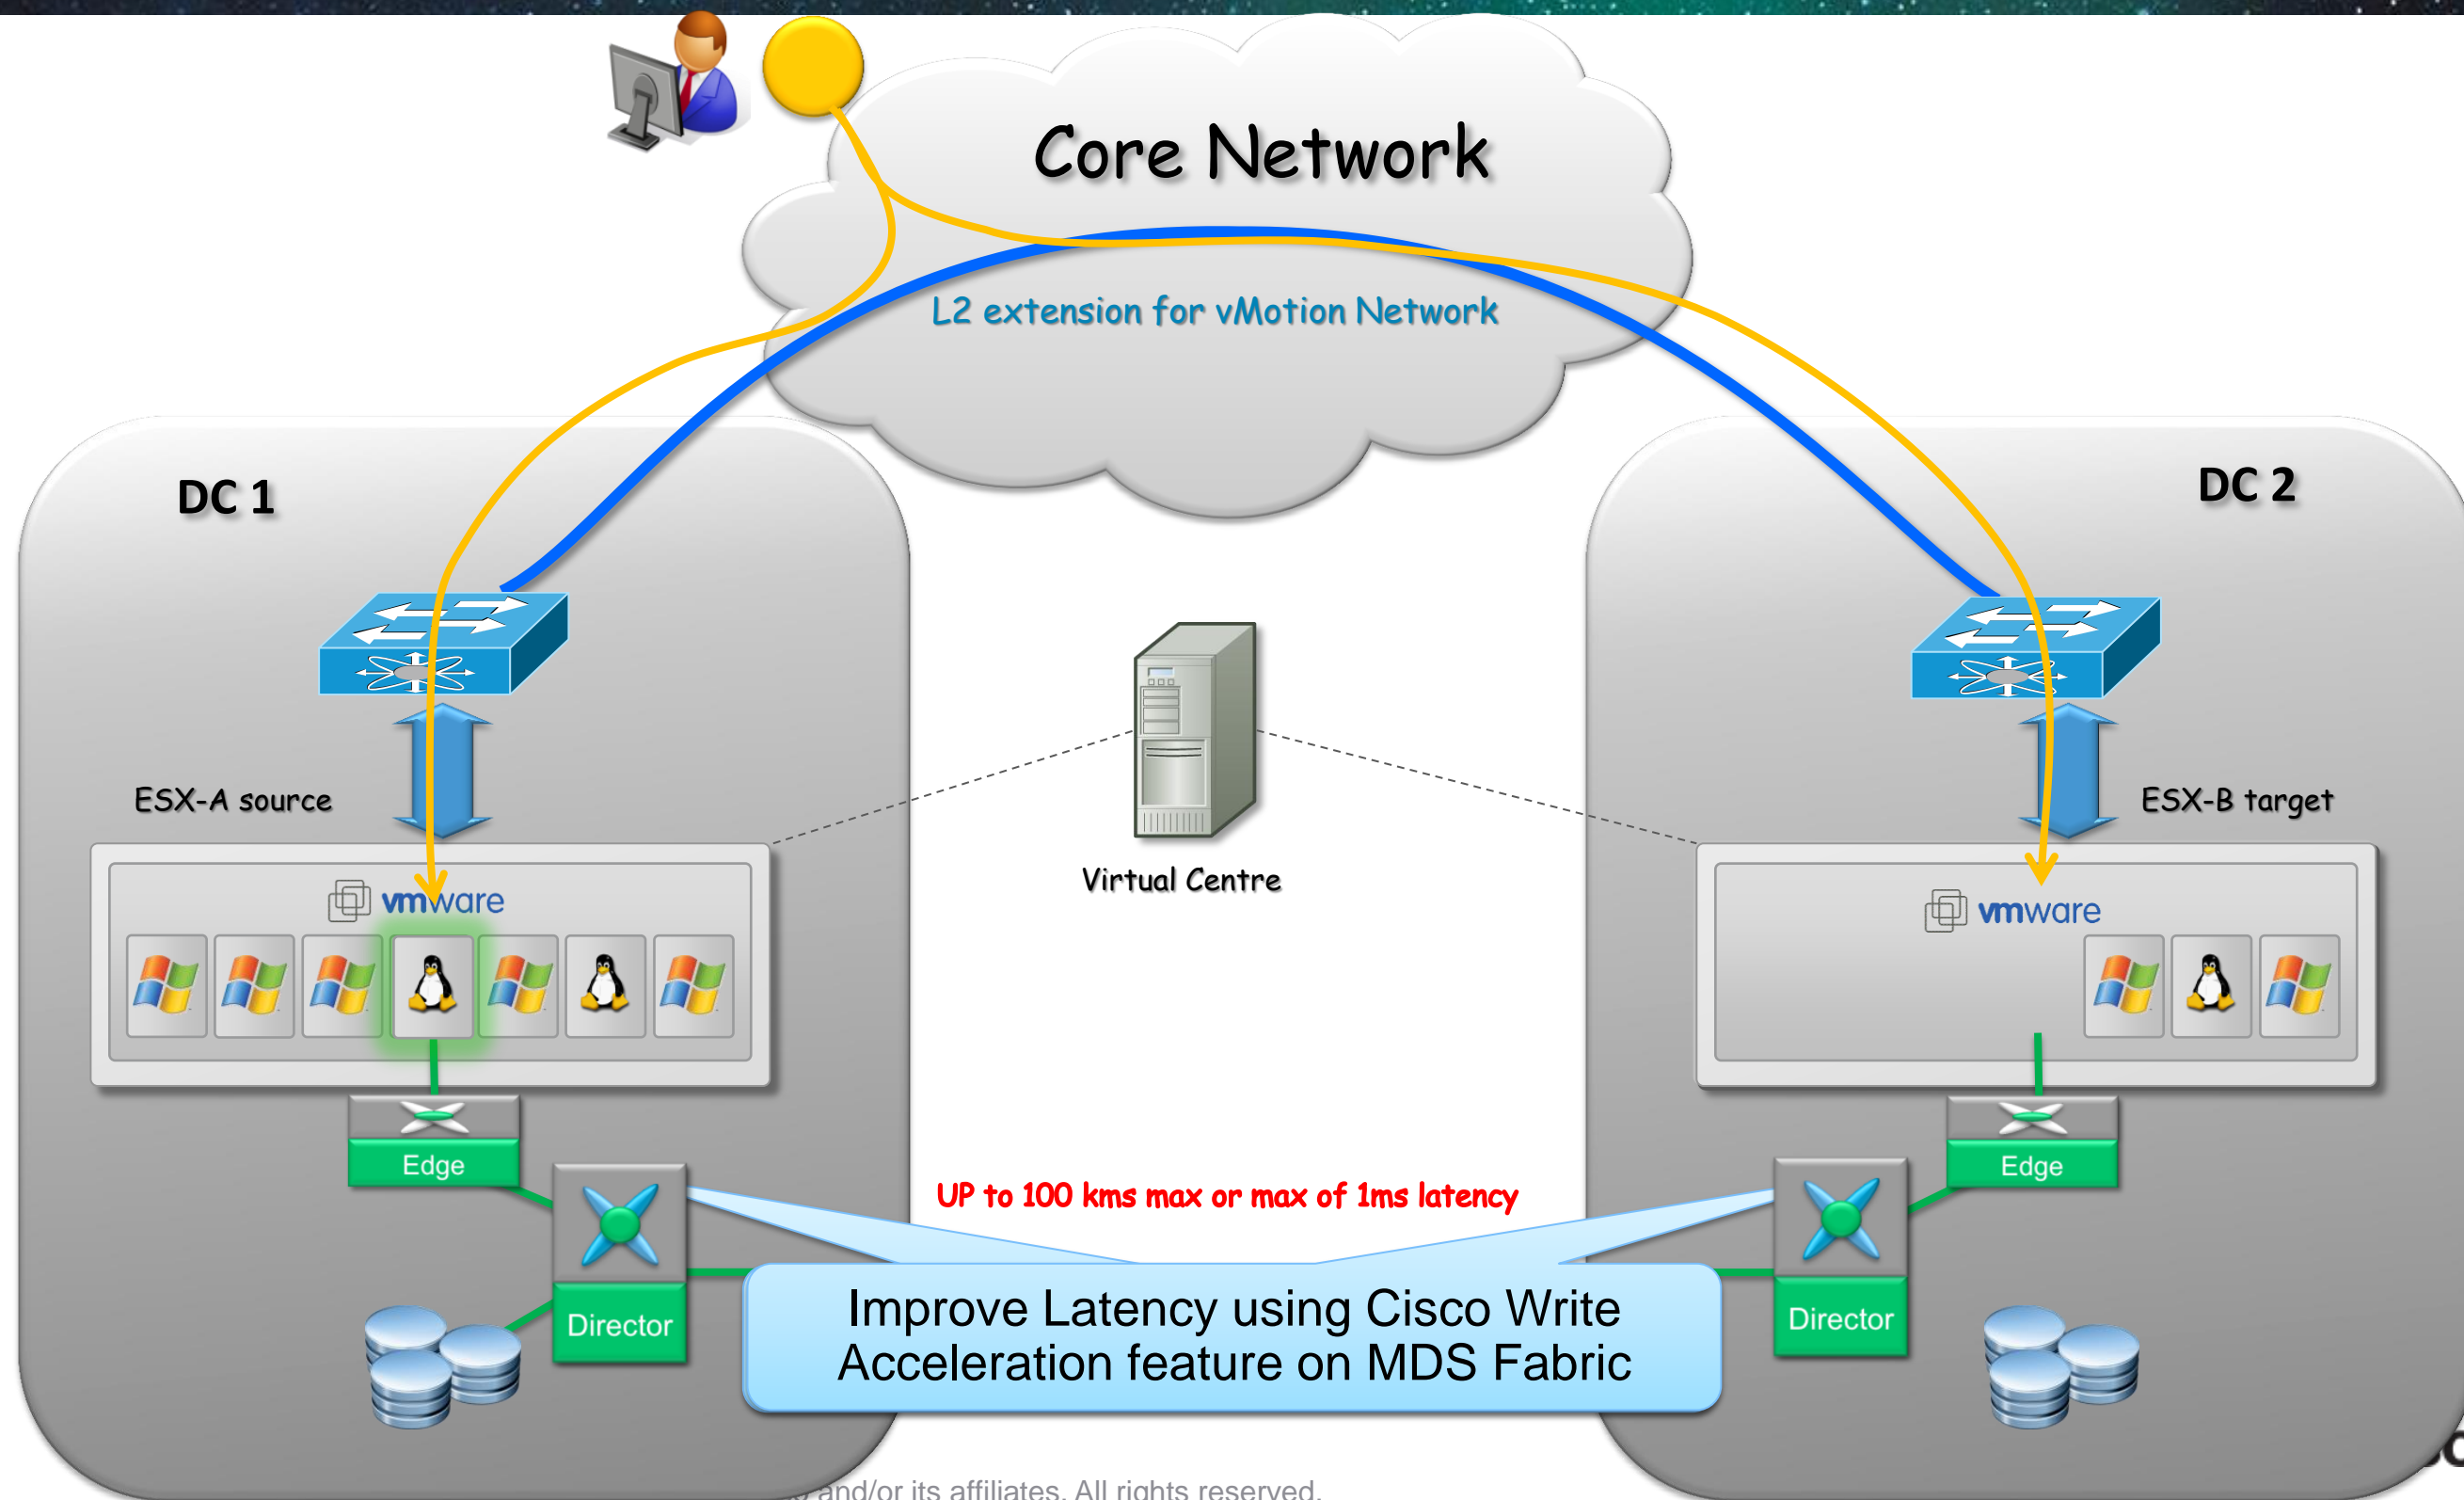 Core Network
L2 extension for vMotion Network
DC 1
DC 2
ESX-A source
ESX-B target
vmware
Virtual Centre
vmware
Edge
Edge
UP to 100 kms max or max of 1ms latency
Director
Director
Improve Latency using Cisco Write
Acceleration feature on MDS Fabric
and/or its affiliates. All rights reserved.